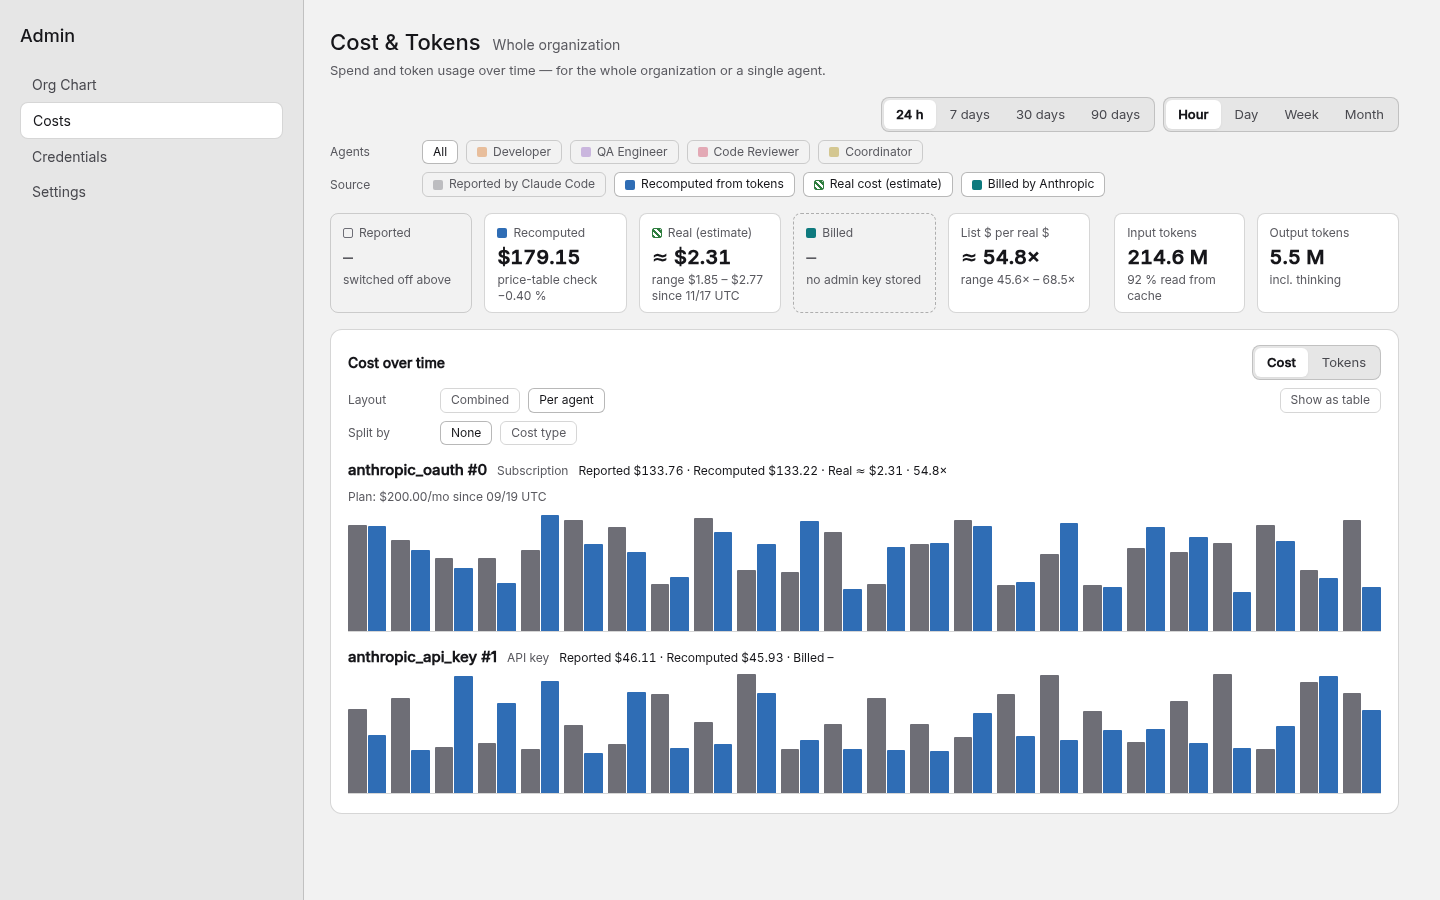 Admin
Org Chart
Costs
Credentials
Settings
Cost & Tokens Whole organization
Spend and token usage over time — for the whole organization or a single agent.
24 h 7 days 30 days 90 days Hour Day Week Month
Agents All Developer QA Engineer Code Reviewer Coordinator
Source Reported by Claude Code Recomputed from tokens Real cost (estimate) Billed by Anthropic
Reported
–
switched off above
Recomputed
$179.15
price-table check
−0.40 %
Real (estimate)
≈ $2.31
range $1.85 – $2.77
since 11/17 UTC
Billed
–
no admin key stored
List $ per real $
≈ 54.8×
range 45.6× – 68.5×
Input tokens
214.6 M
92 % read from
cache
Output tokens
5.5 M
incl. thinking
Cost over time
Cost Tokens
Layout Combined Per agent Show as table
Split by None Cost type
anthropic_oauth #0 Subscription Reported $133.76 · Recomputed $133.22 · Real ≈ $2.31 · 54.8×
Plan: $200.00/mo since 09/19 UTC
anthropic_api_key #1 API key Reported $46.11 · Recomputed $45.93 · Billed –